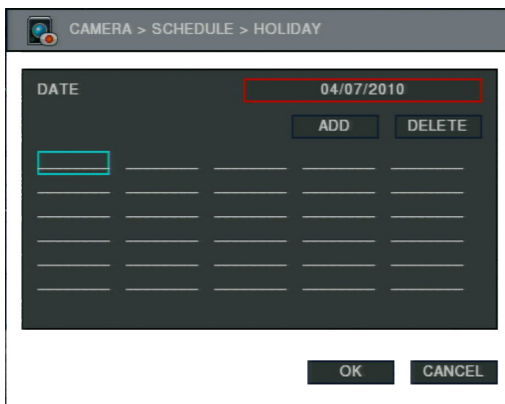 CAMERA > SCHEDULE > HOLIDAY
DATE 04/07/2010
ADD DELETE
OK CANCEL